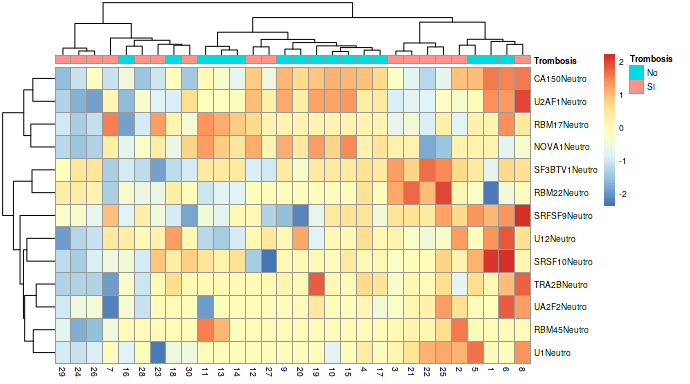 Trombosis
CA150Neutro
U2AF1Neutro
RBM17Neutro
NOVA1Neutro
SF3BTV1Neutro
RBM22Neutro
SRFSF9Neutro
U12Neutro
SRSF10Neutro
TRA2BNeutro
UA2F2Neutro
RBM45Neutro
U1Neutro
29 24 26 7 16 28 23 18 30 11 13 14 12 27 9 20 19 10 15 4 17 3 21 22 25 2 5 1 6 8
2
1
0
-1
-2
Trombosis
No
SI